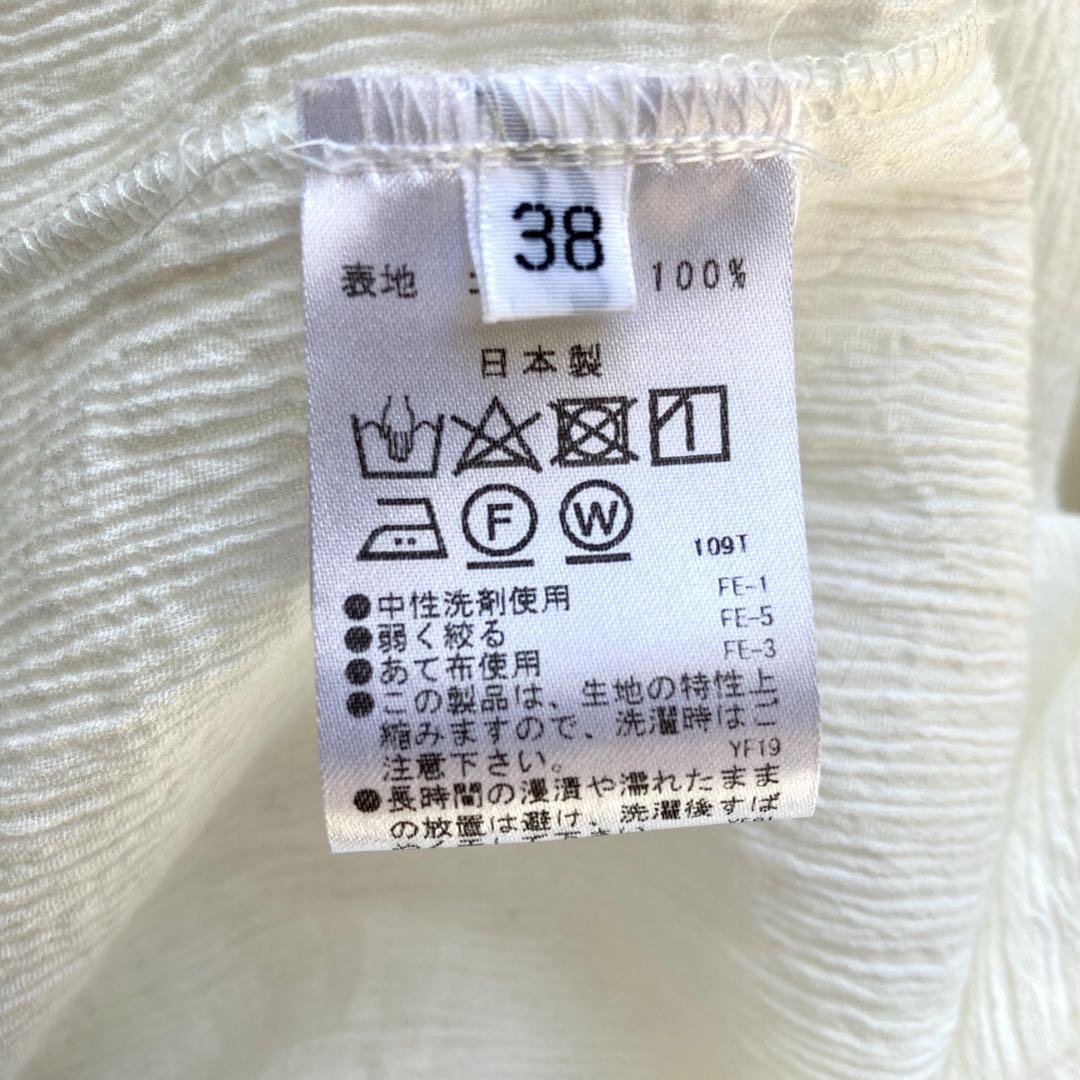 38
表地 100%
日本製
F W
109T
●中性洗剤使用 FE-1
●弱く絞る FE-5
●あて布使用 FE-3
●この製品は、生地の特性上
縮みますので、洗濯時はご
注意下さい。 YF19
●長時間の浸漬や濡れたまま
の放置は避け、洗濯後すば